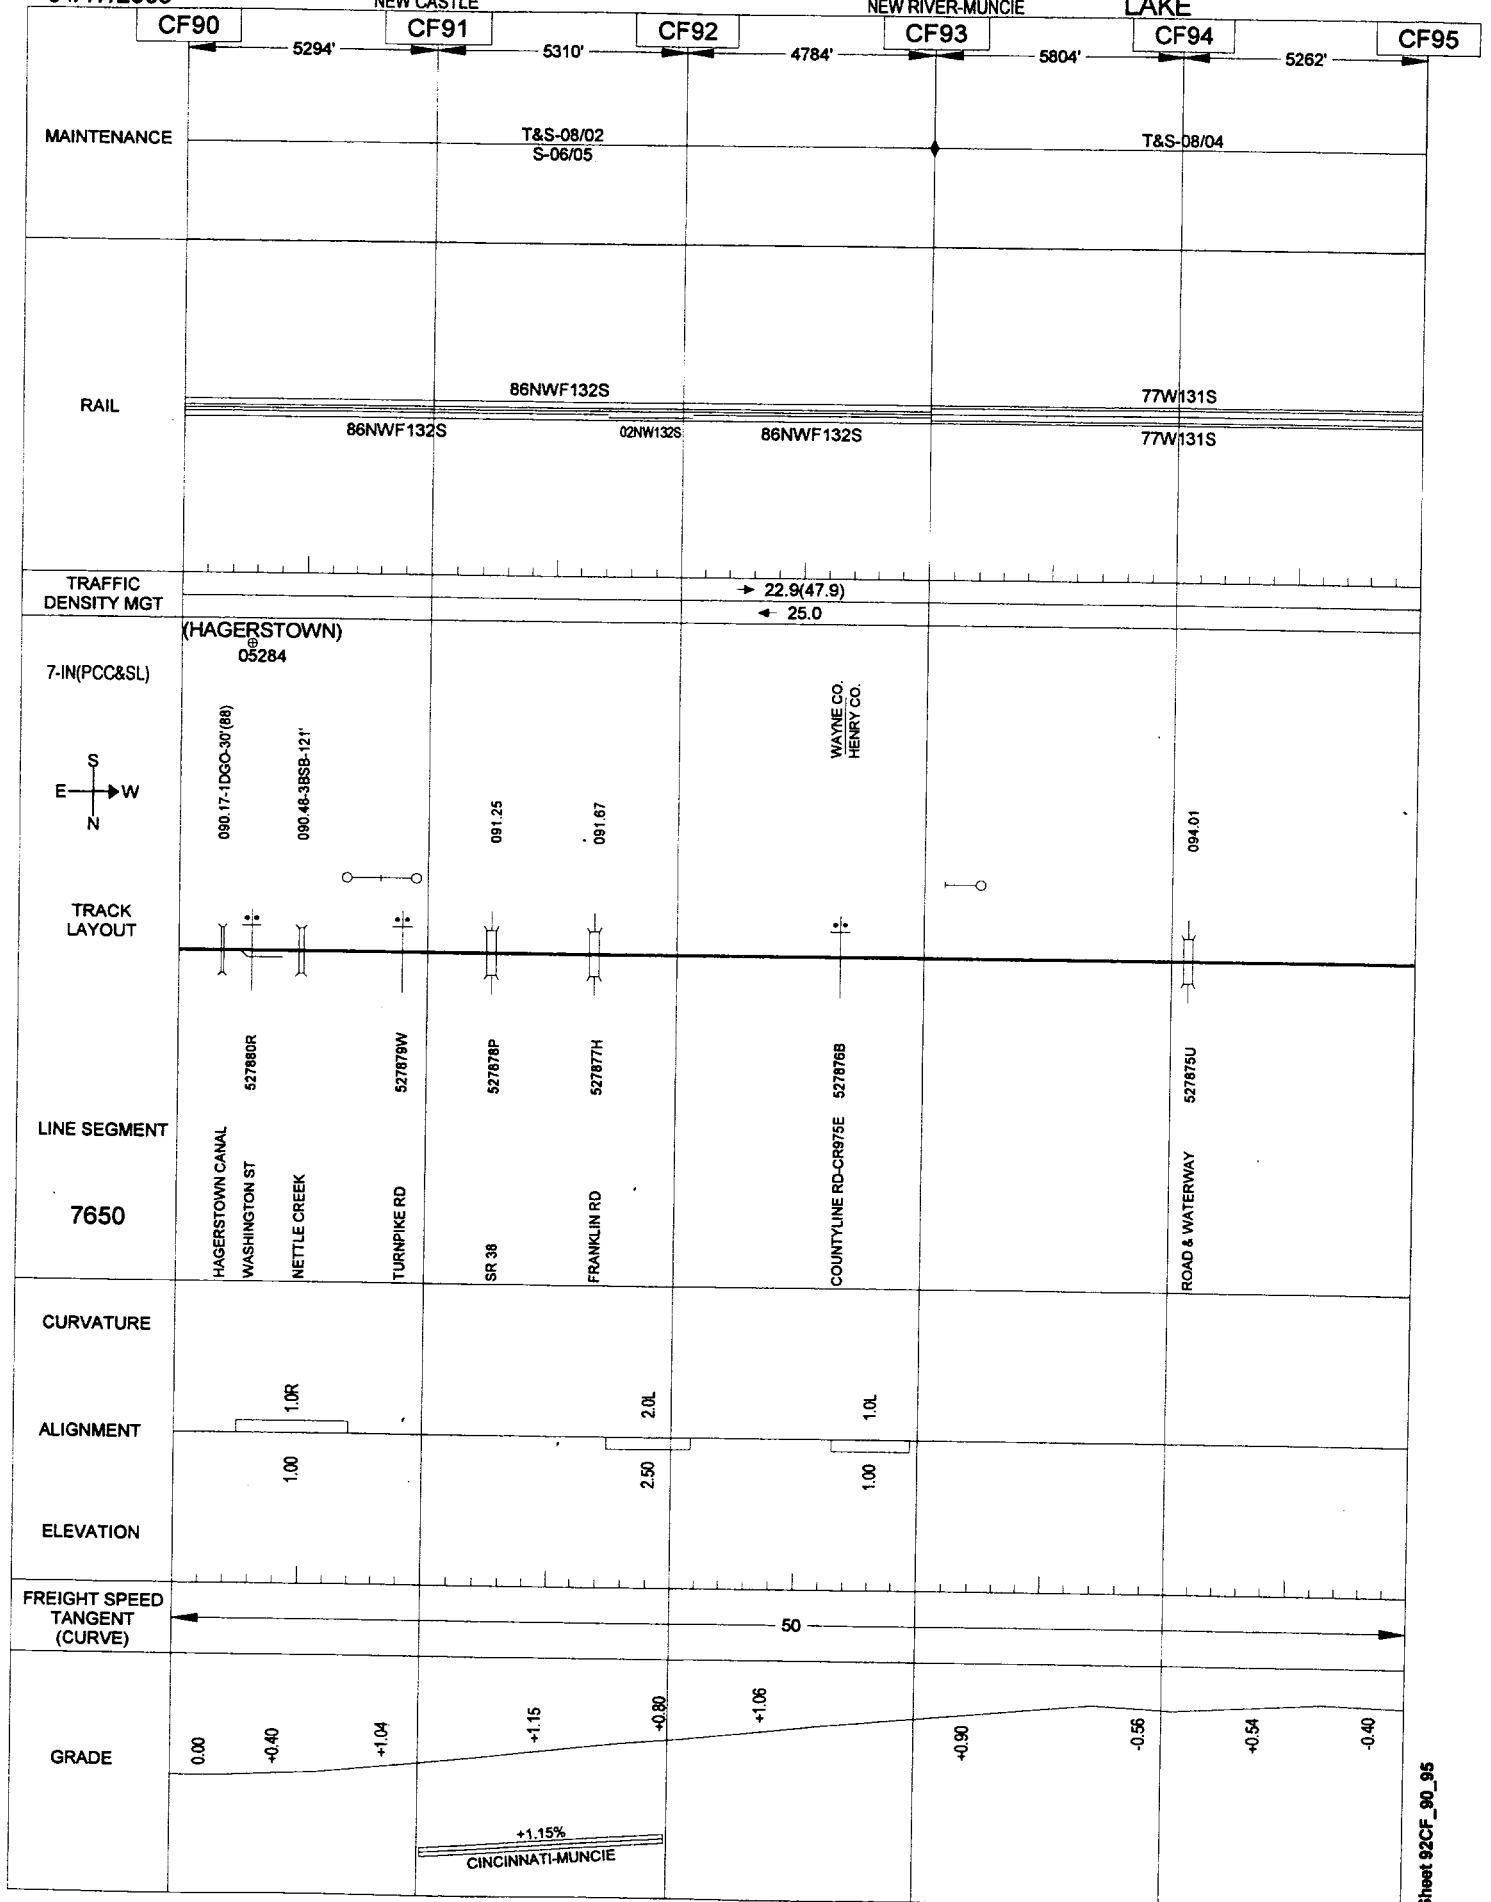 NEW CASTLE
NEW RIVER-MUNCIE
LAKE
CF90
CF91
CF92
CF93
CF94
CF95
5294'
5310'
4784'
5804'
5262'
MAINTENANCE
T&S-08/02
S-06/05
T&S-08/04
RAIL
86NWF132S
77W131S
86NWF132S
02NW132S
86NWF132S
77W131S
TRAFFIC
DENSITY MGT
22.9(47.9)
25.0
(HAGERSTOWN)
05284
7-IN(PCC&SL)
S
E
W
N
090.17-1DGO-30'(88)
090.48-3BSB-121'
091.25
091.67
WAYNE CO.
HENRY CO.
094.01
TRACK
LAYOUT
527880R
527879W
527878P
527877H
527876B
527875U
LINE SEGMENT
7650
HAGERSTOWN CANAL
WASHINGTON ST
NETTLE CREEK
TURNPIKE RD
SR 38
FRANKLIN RD
COUNTYLINE RD-CR975E
ROAD & WATERWAY
CURVATURE
1.0R
2.0L
1.0L
ALIGNMENT
1.00
2.50
1.00
ELEVATION
FREIGHT SPEED
TANGENT
(CURVE)
50
GRADE
0.00
+0.40
+1.04
+1.15
+0.80
+1.06
+0.90
-0.56
+0.54
-0.40
+1.15%
CINCINNATI-MUNCIE
Sheet 92CF_90_95